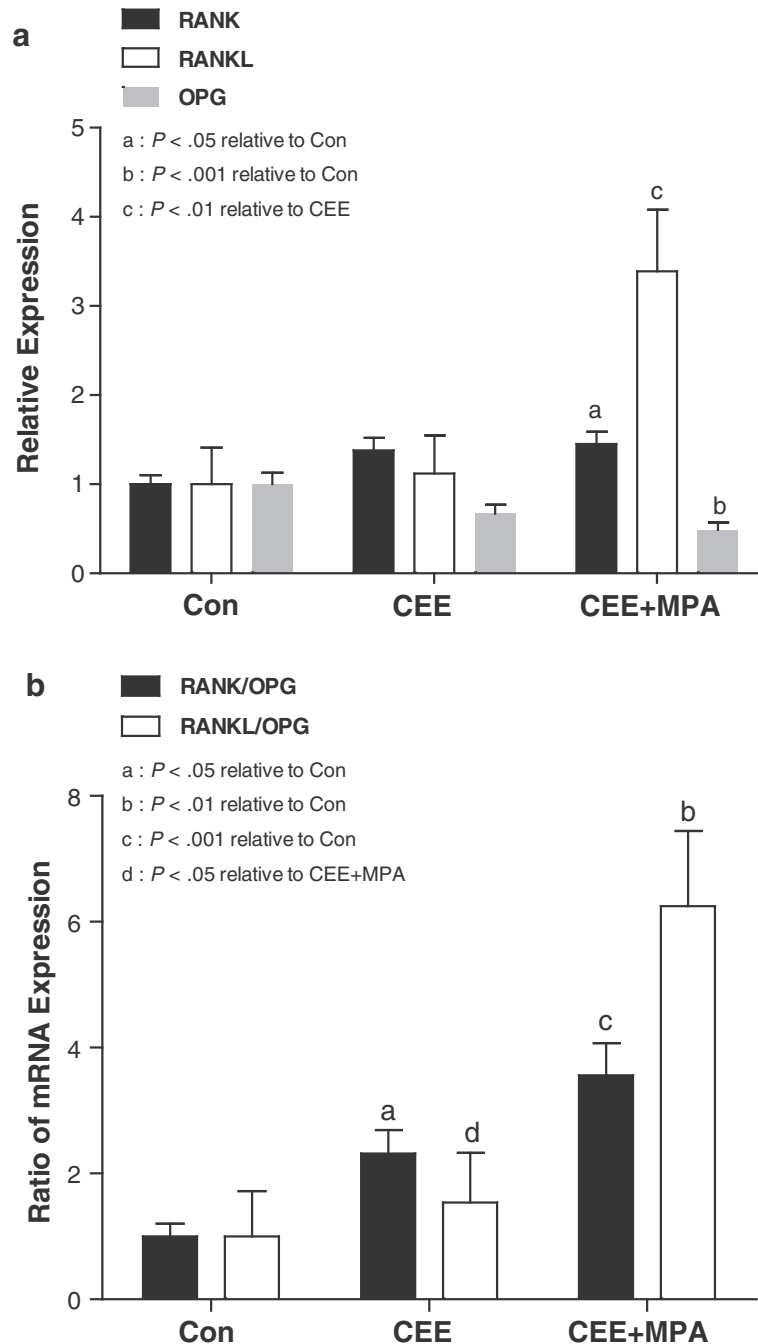 a
RANK
RANKL
OPG
a : P < .05 relative to Con
b : P < .001 relative to Con
c : P < .01 relative to CEE
Relative Expression
5
4
3
2
1
0
a
c
b
Con CEE CEE+MPA
b
RANK/OPG
RANKL/OPG
a : P < .05 relative to Con
b : P < .01 relative to Con
c : P < .001 relative to Con
d : P < .05 relative to CEE+MPA
Ratio of mRNA Expression
8
6
4
2
0
a
d
c
b
Con CEE CEE+MPA